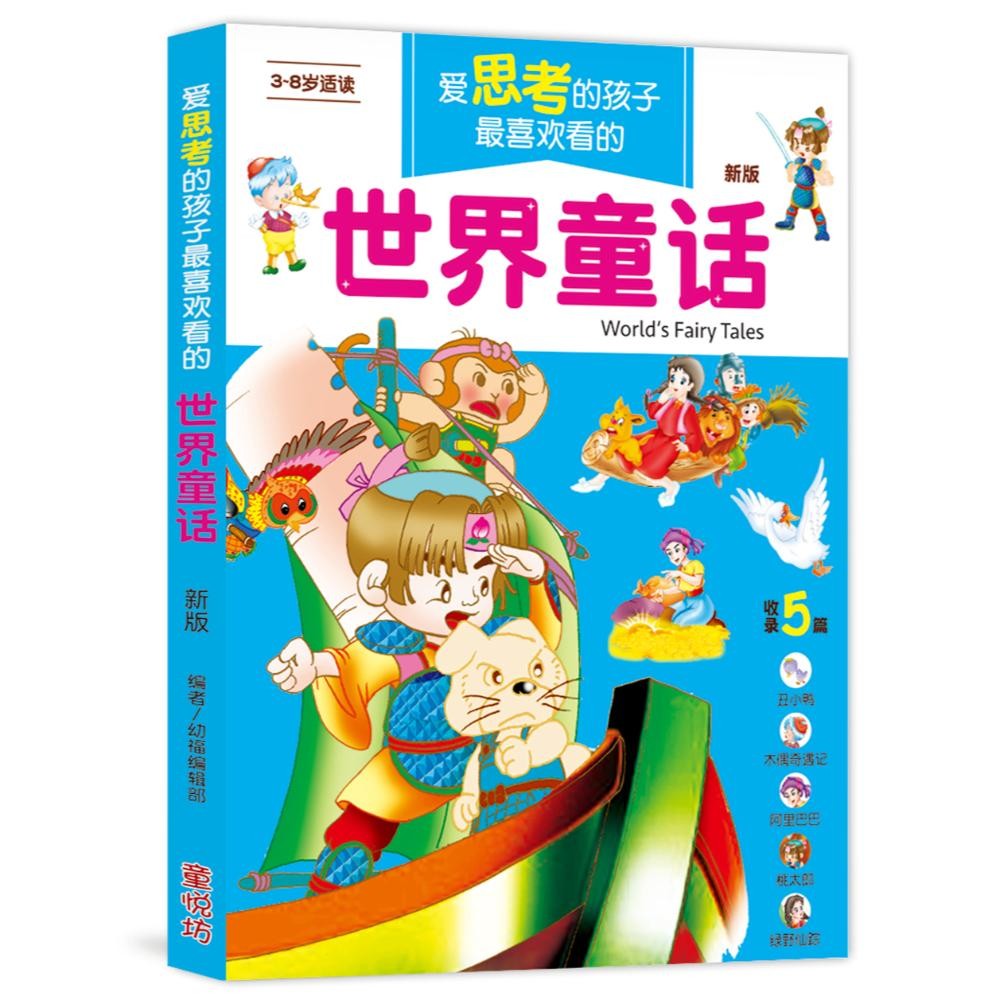 3~8岁适读
爱思考的孩子
最喜欢看的
新版
世界童话
World's Fairy Tales
收录5篇
丑小鸭
木偶奇遇记
阿里巴巴
桃太郎
绿野仙踪
爱思考的孩子最喜欢看的
世界童话
新版
编者/幼福编辑部
童悦坊